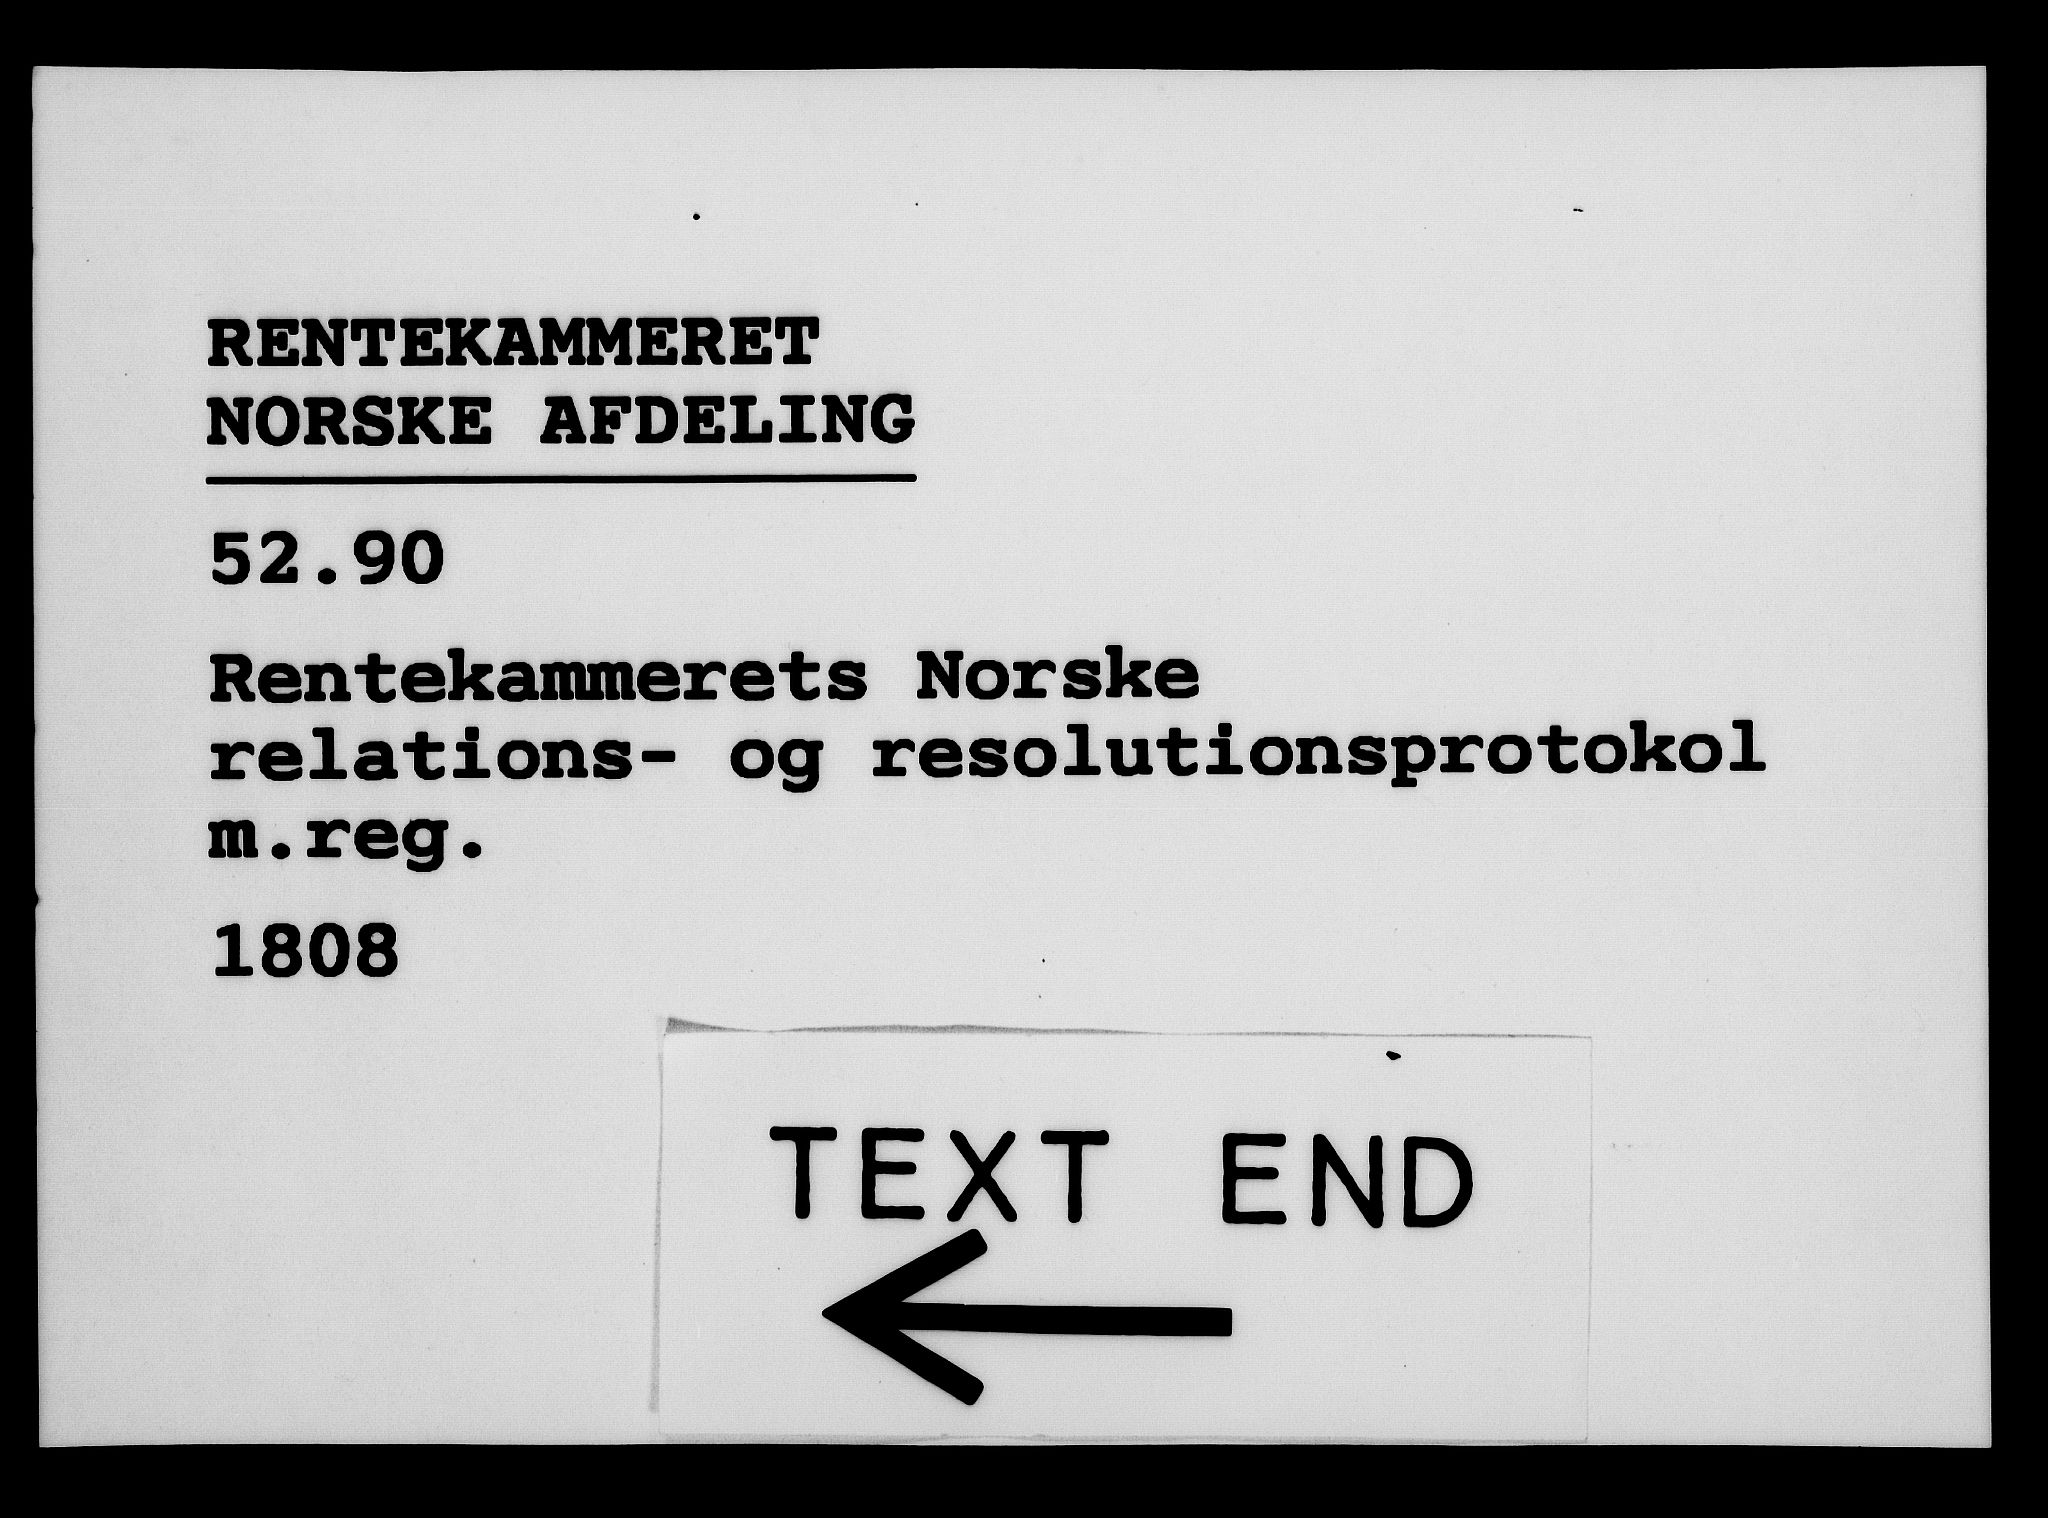 RENTEKAMMERET
NORSKE AFDELING
52.90
Rentekammerets Norske
relations- og resolutionsprotokol
m.reg.
1808
TEXT END